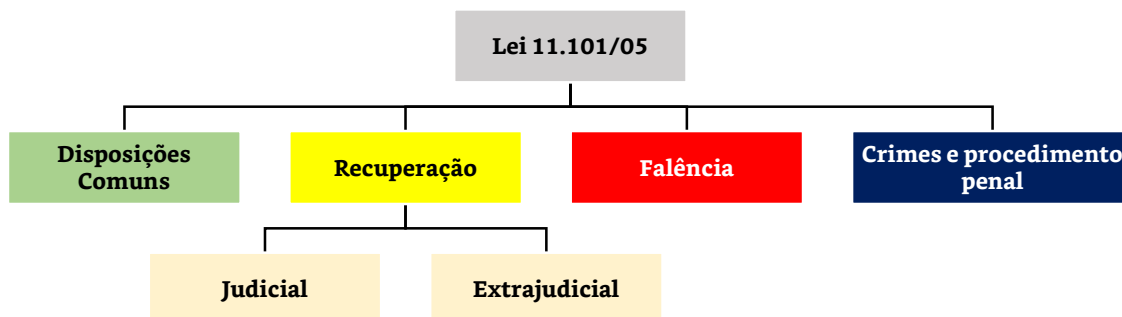 Lei 11.101/05
Disposições
Comuns
Recuperação
Falência
Crimes e procedimento
penal
Judicial
Extrajudicial